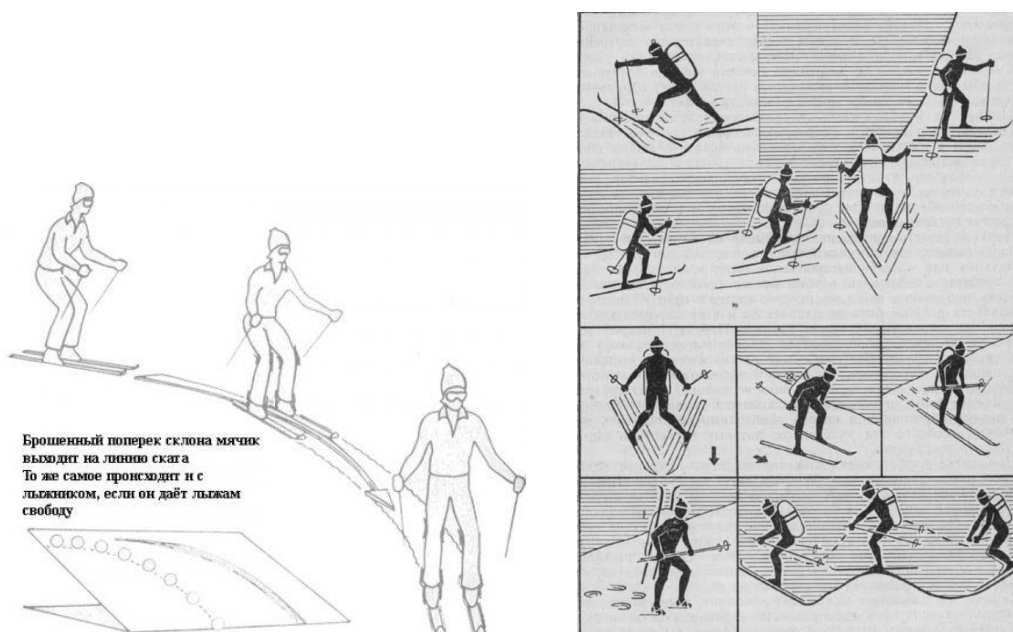 Брошенный поперек склона мячик
выходит на линию ската
То же самое происходит и с
лыжником, если он даёт лыжам
свободу